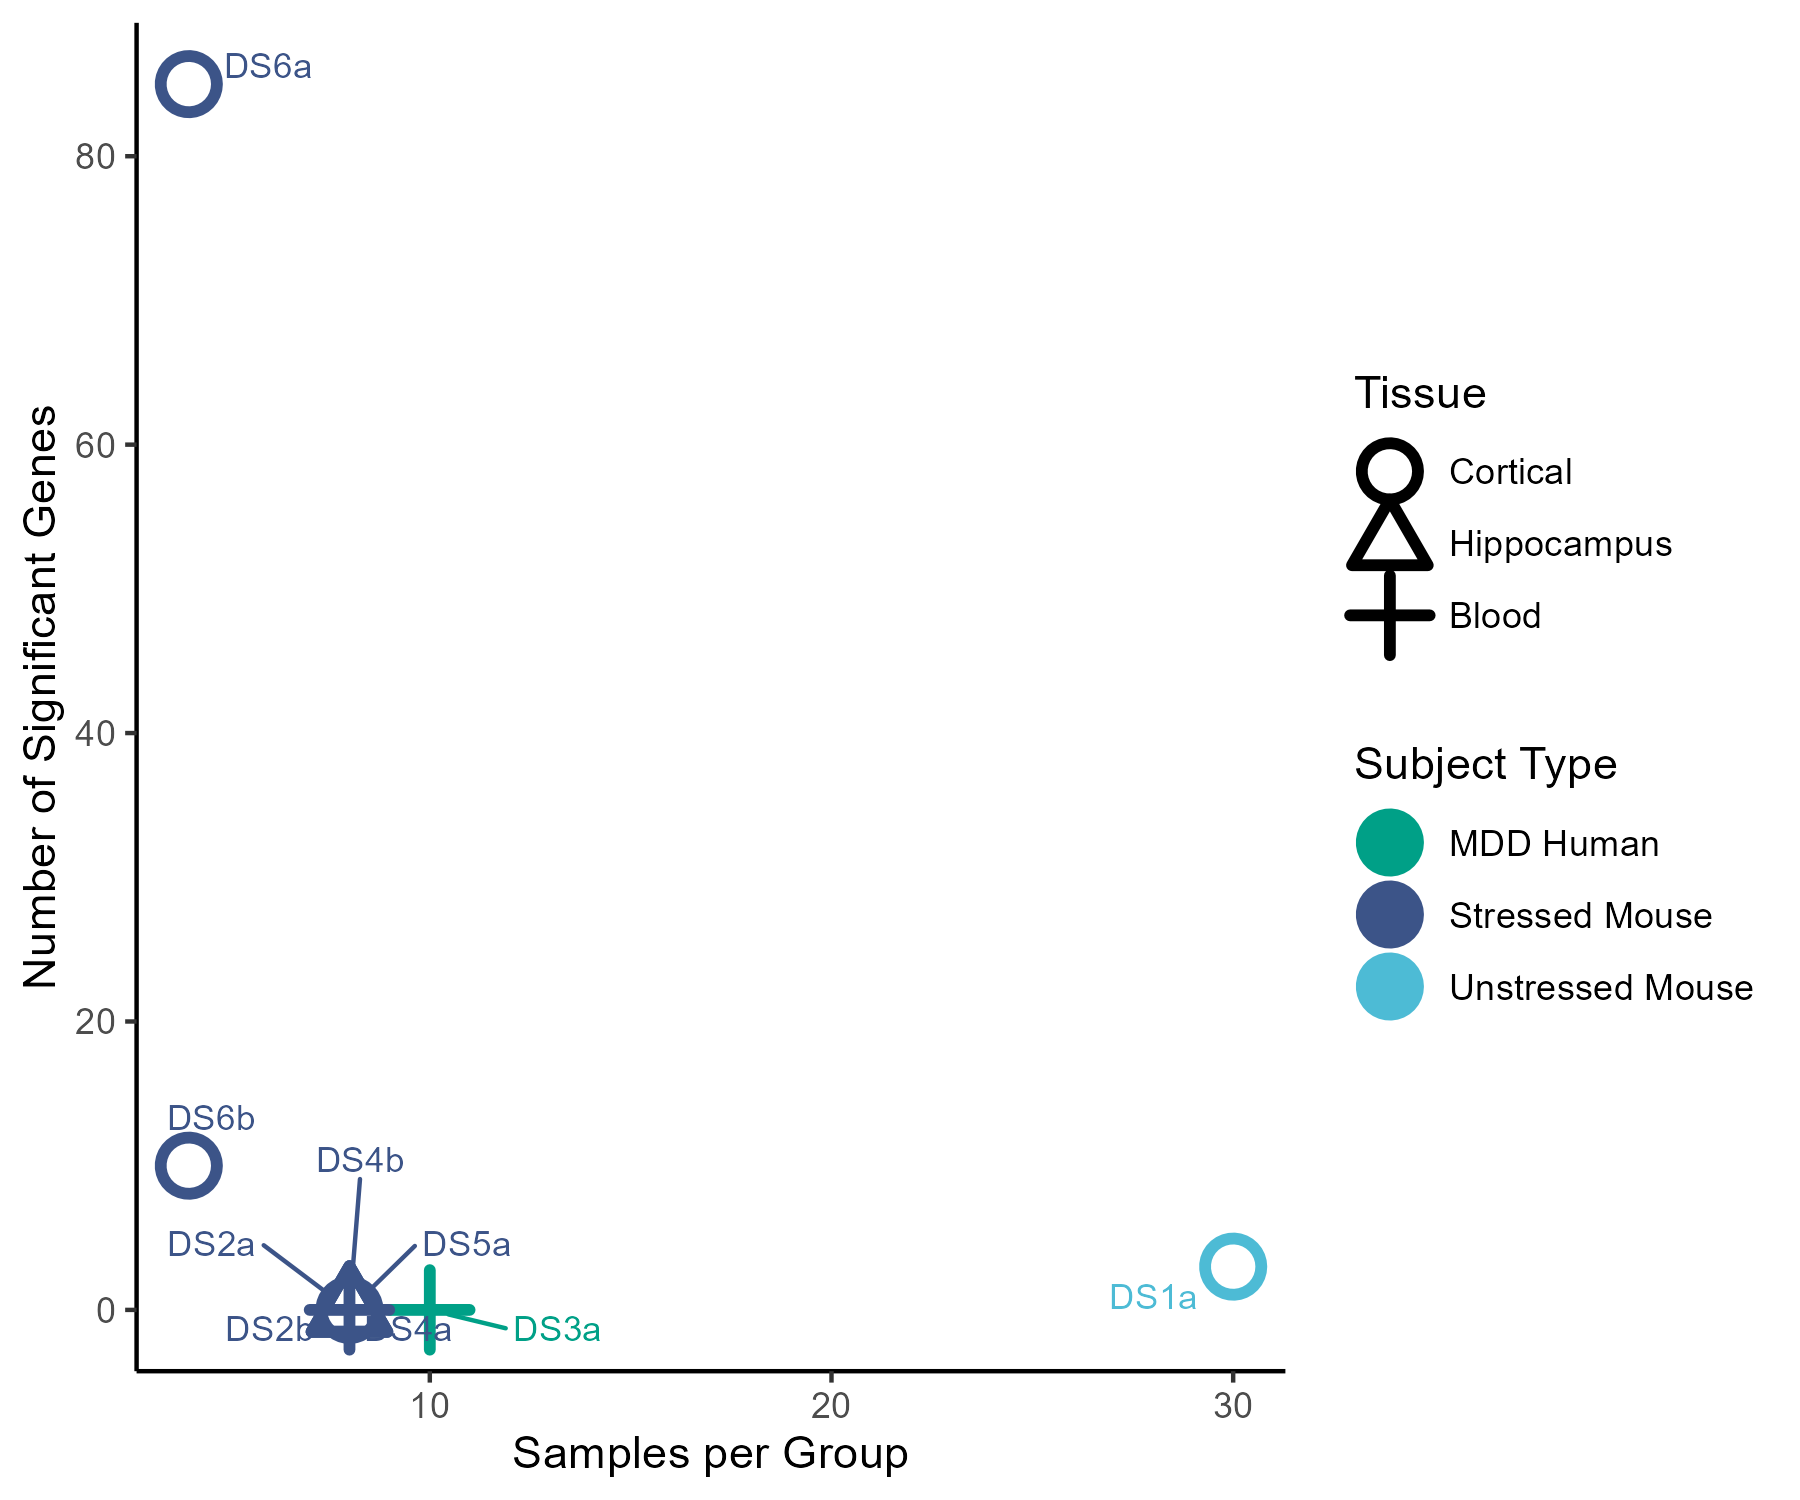 DS6a
80
60
40
20
0
Number of Significant Genes
DS6b
DS4b
DS2a
DS5a
DS2b
DS4a
DS3a
DS1a
10
20
30
Samples per Group
Tissue
Cortical
Hippocampus
Blood
Subject Type
MDD Human
Stressed Mouse
Unstressed Mouse